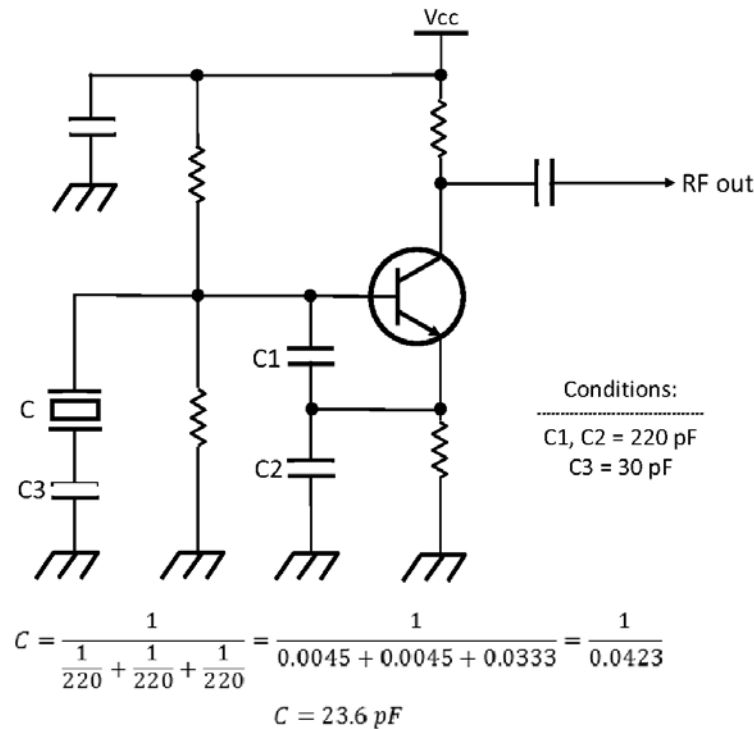 Vcc
RF out
C1
C
Conditions:
C1, C2 = 220 pF
C2
C3
C3 = 30 pF
C = 1 / (1/220 + 1/220 + 1/220) = 1 / (0.0045 + 0.0045 + 0.0333) = 1 / 0.0423
C = 23.6 pF